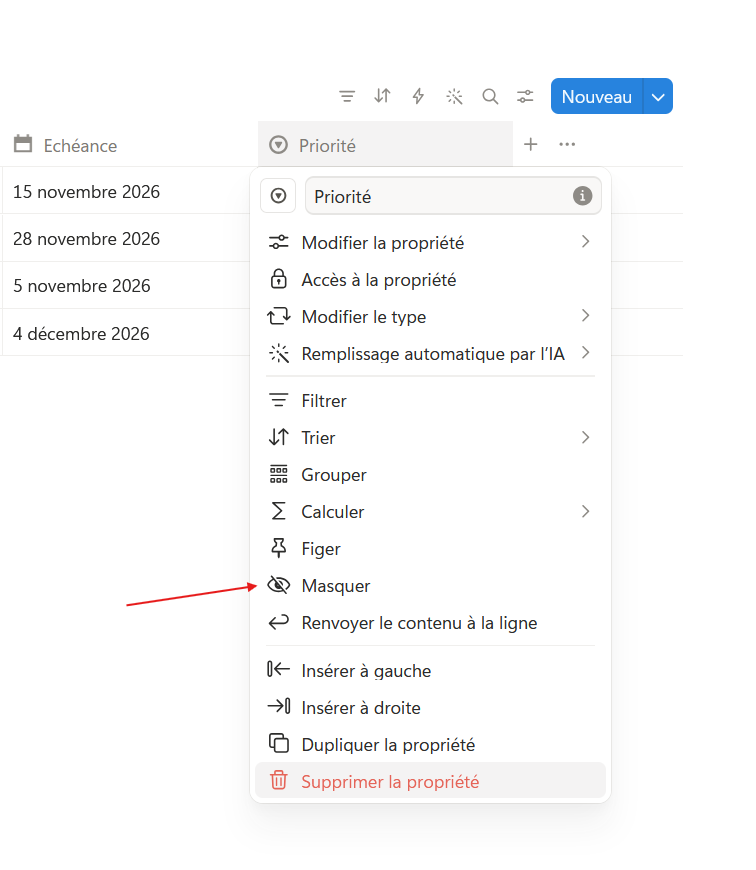 Nouveau
Echéance
Priorité
15 novembre 2026
28 novembre 2026
5 novembre 2026
4 décembre 2026
Priorité
Modifier la propriété
Accès à la propriété
Modifier le type
Remplissage automatique par l’IA
Filtrer
Trier
Grouper
Calculer
Figer
Masquer
Renvoyer le contenu à la ligne
Insérer à gauche
Insérer à droite
Dupliquer la propriété
Supprimer la propriété